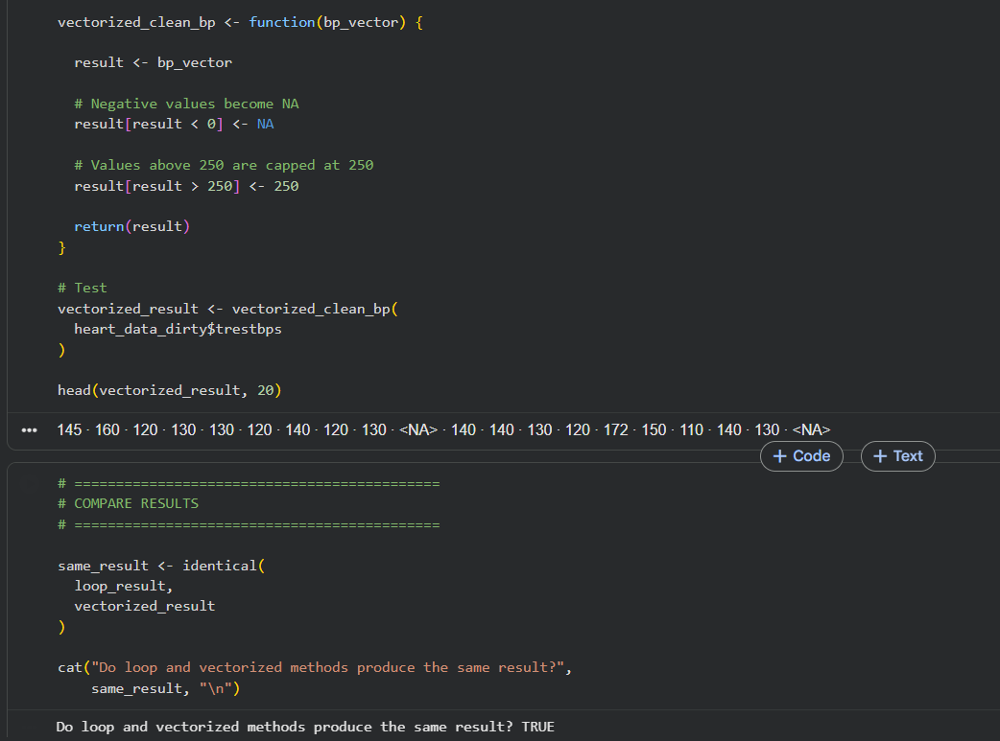 vectorized_clean_bp <- function(bp_vector) {
result <- bp_vector
# Negative values become NA
result[result < 0] <- NA
# Values above 250 are capped at 250
result[result > 250] <- 250
return(result)
}
# Test
vectorized_result <- vectorized_clean_bp(
heart_data_dirty$trestbps
)
head(vectorized_result, 20)
145 · 160 · 120 · 130 · 130 · 120 · 140 · 120 · 130 · <NA> · 140 · 140 · 130 · 120 · 172 · 150 · 110 · 140 · 130 · <NA>
+ Code + Text
# ============================================
# COMPARE RESULTS
# ============================================
same_result <- identical(
loop_result,
vectorized_result
)
cat("Do loop and vectorized methods produce the same result?",
same_result, "\n")
Do loop and vectorized methods produce the same result? TRUE